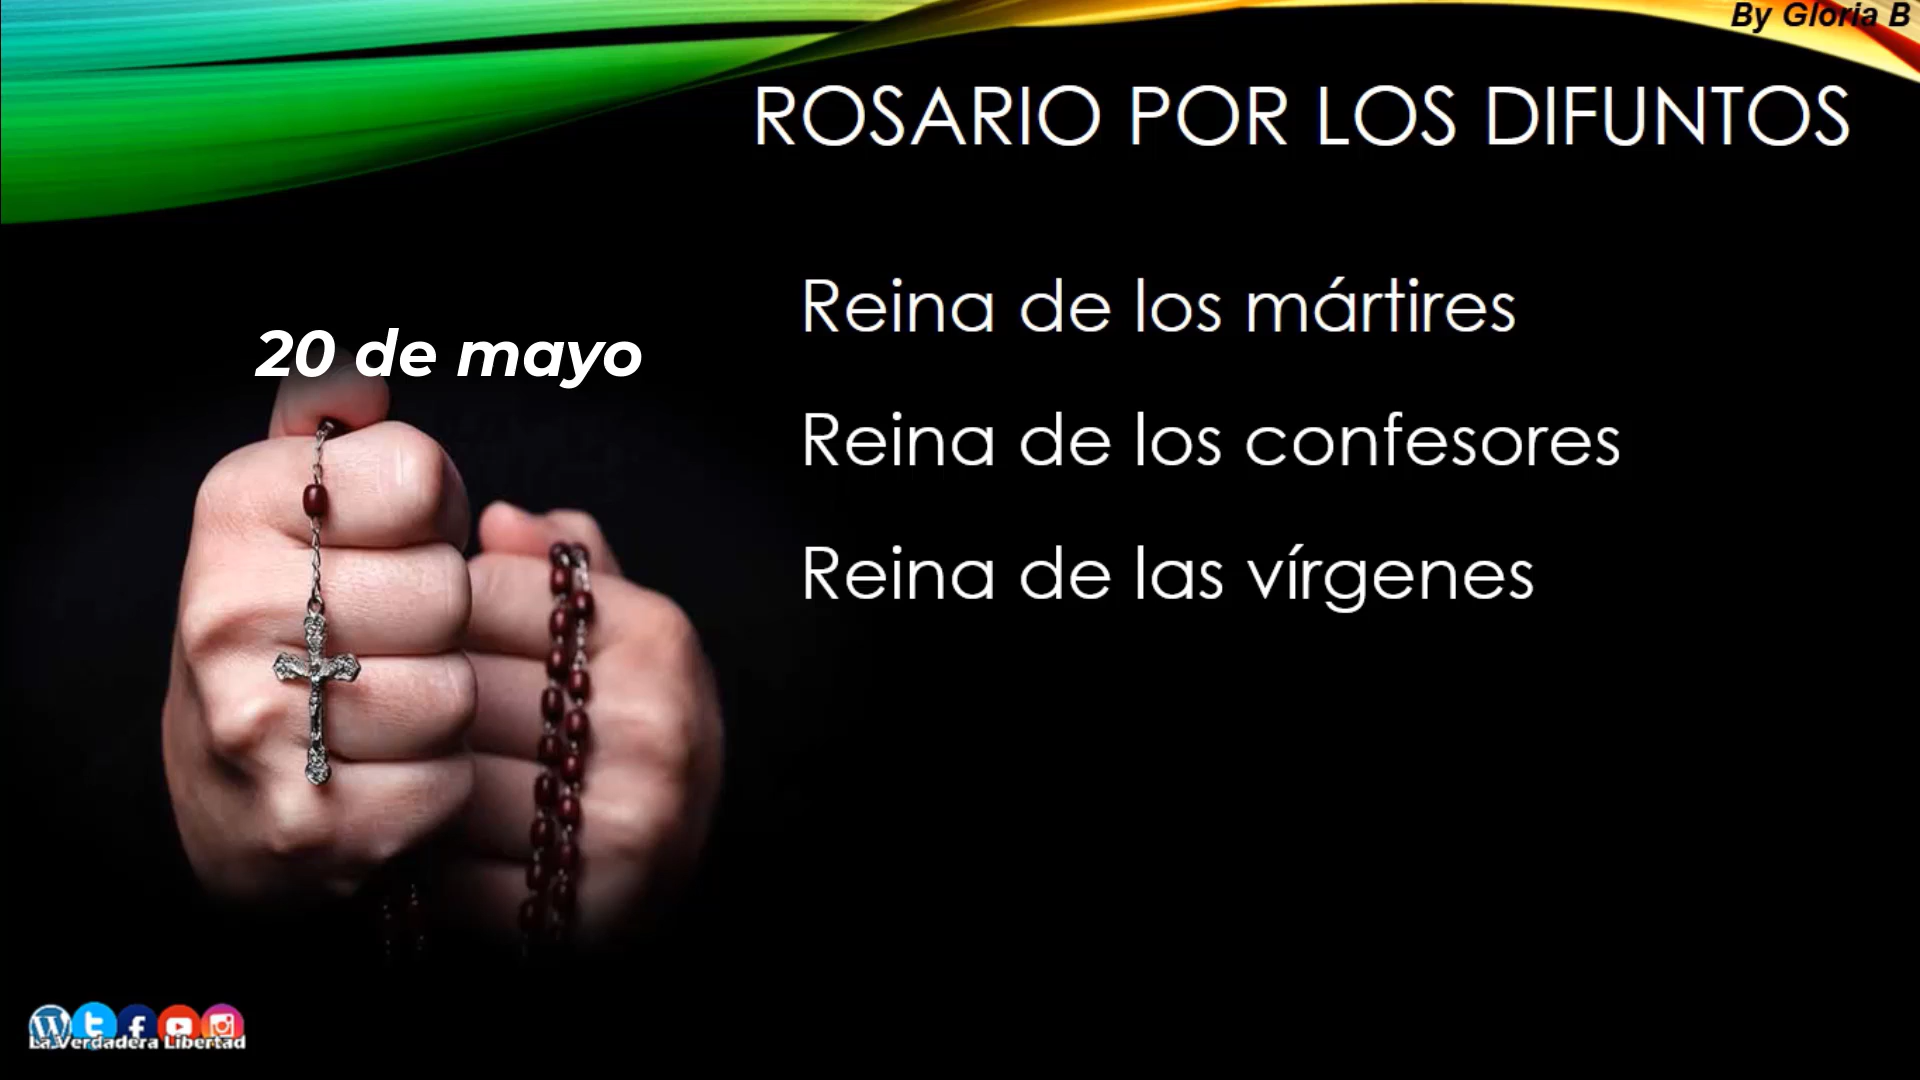 By Gloria B
ROSARIO POR LOS DIFUNTOS
20 de mayo
Reina de los mártires
Reina de los confesores
Reina de las vírgenes
La Verdadera Libertad